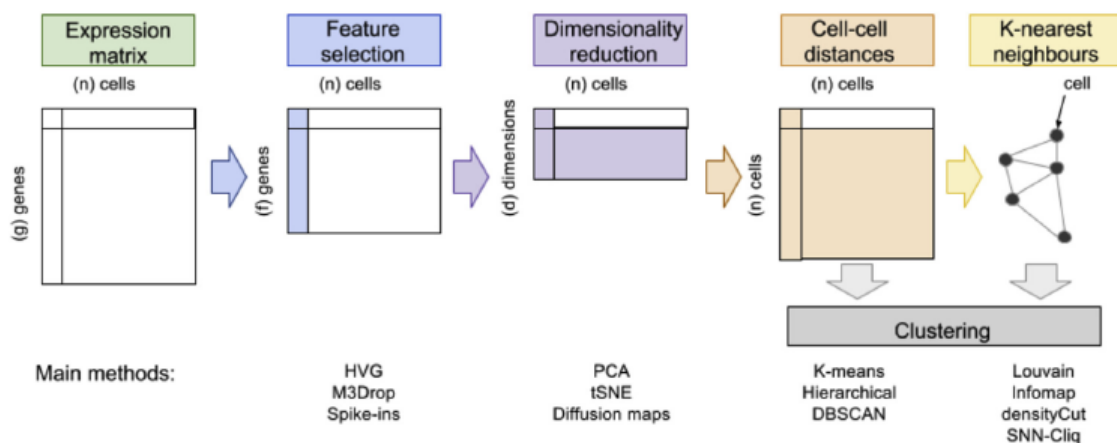 Expression
matrix
Feature
selection
Dimensionality
reduction
Cell-cell
distances
K-nearest
neighbours
(n) cells
(n) cells
(n) cells
(n) cells
cell
(g) genes
(f) genes
(d) dimensions
(n) cells
Clustering
Main methods:
HVG
M3Drop
Spike-ins
PCA
tSNE
Diffusion maps
K-means
Hierarchical
DBSCAN
Louvain
Infomap
densityCut
SNN-Cliq